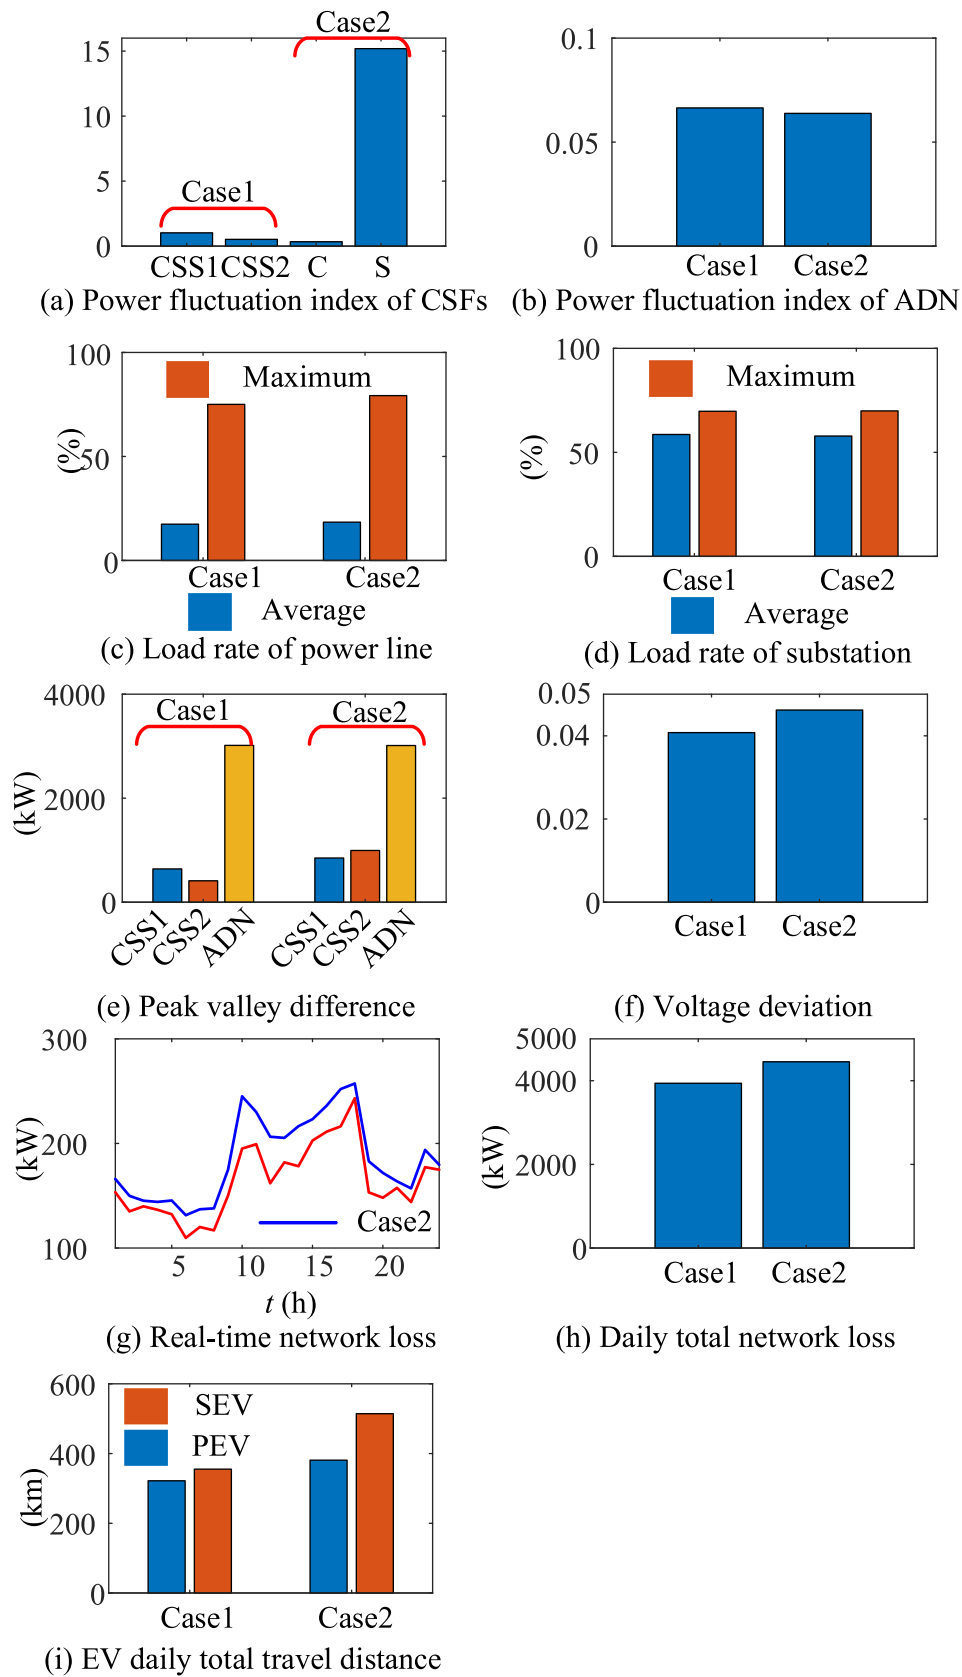 Case2
15
10
5
0
Case1
CSS1 CSS2 C S
(a) Power fluctuation index of CSFs
0.1
0.05
0
Case1 Case2
(b) Power fluctuation index of ADN
100
50
0
(%)
Maximum
Case1 Case2
Average
(c) Load rate of power line
100
50
0
(%)
Maximum
Case1 Case2
Average
(d) Load rate of substation
4000
2000
0
(kW)
Case1 Case2
CSS1 CSS2 ADN CSS1 CSS2 ADN
(e) Peak valley difference
0.05
0.04
0.02
0
Case1 Case2
(f) Voltage deviation
300
200
100
(kW)
Case2
5 10 15 20
t (h)
(g) Real-time network loss
5000
4000
2000
0
(kW)
Case1 Case2
(h) Daily total network loss
600
400
200
0
(km)
SEV
PEV
Case1 Case2
(i) EV daily total travel distance